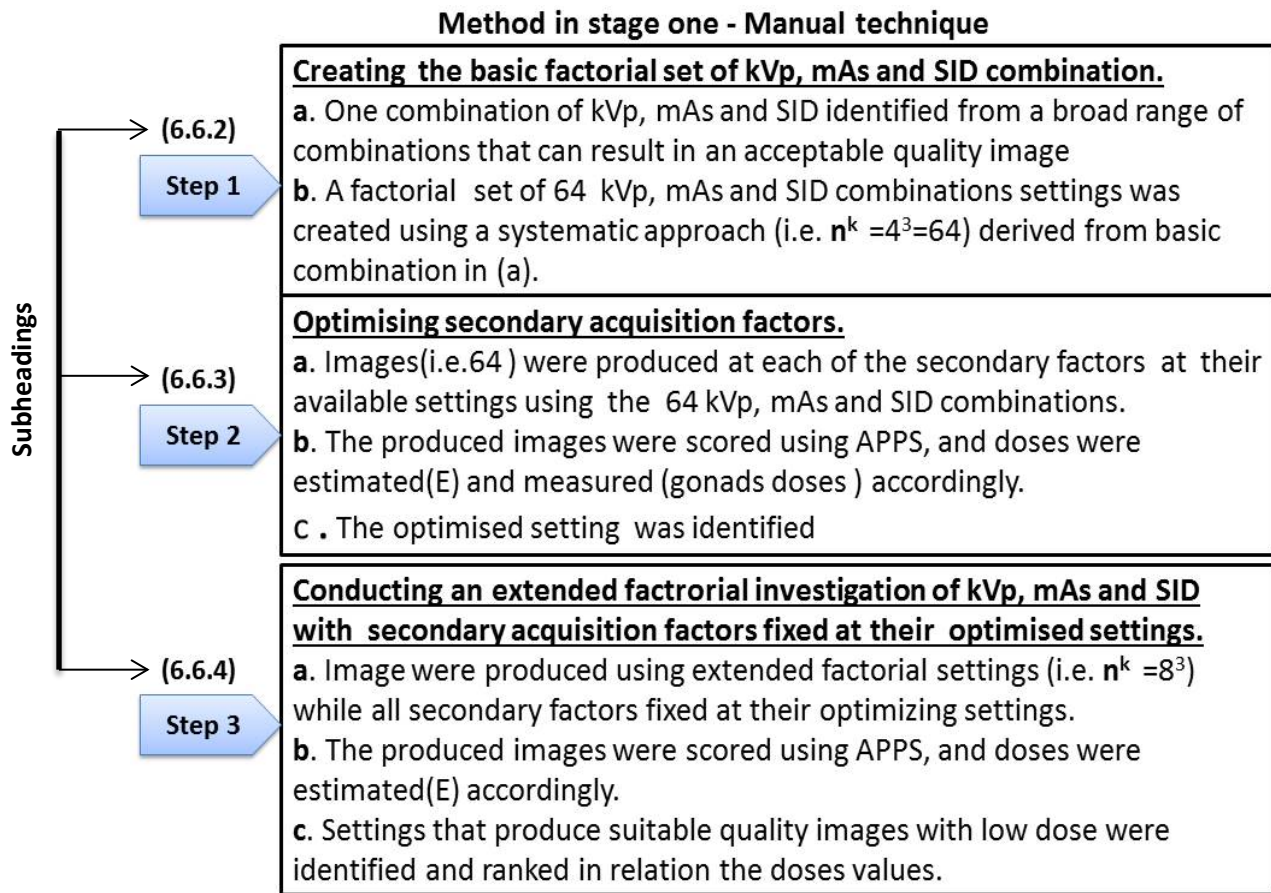 Method in stage one - Manual technique
Subheadings
(6.6.2)
Step 1
Creating the basic factorial set of kVp, mAs and SID combination.
a. One combination of kVp, mAs and SID identified from a broad range of
combinations that can result in an acceptable quality image
b. A factorial set of 64 kVp, mAs and SID combinations settings was
created using a systematic approach (i.e. nᵏ =4³=64) derived from basic
combination in (a).
(6.6.3)
Step 2
Optimising secondary acquisition factors.
a. Images(i.e.64 ) were produced at each of the secondary factors at their
available settings using the 64 kVp, mAs and SID combinations.
b. The produced images were scored using APPS, and doses were
estimated(E) and measured (gonads doses ) accordingly.
c . The optimised setting was identified
(6.6.4)
Step 3
Conducting an extended factrorial investigation of kVp, mAs and SID
with secondary acquisition factors fixed at their optimised settings.
a. Image were produced using extended factorial settings (i.e. nᵏ =8³)
while all secondary factors fixed at their optimizing settings.
b. The produced images were scored using APPS, and doses were
estimated(E) accordingly.
c. Settings that produce suitable quality images with low dose were
identified and ranked in relation the doses values.